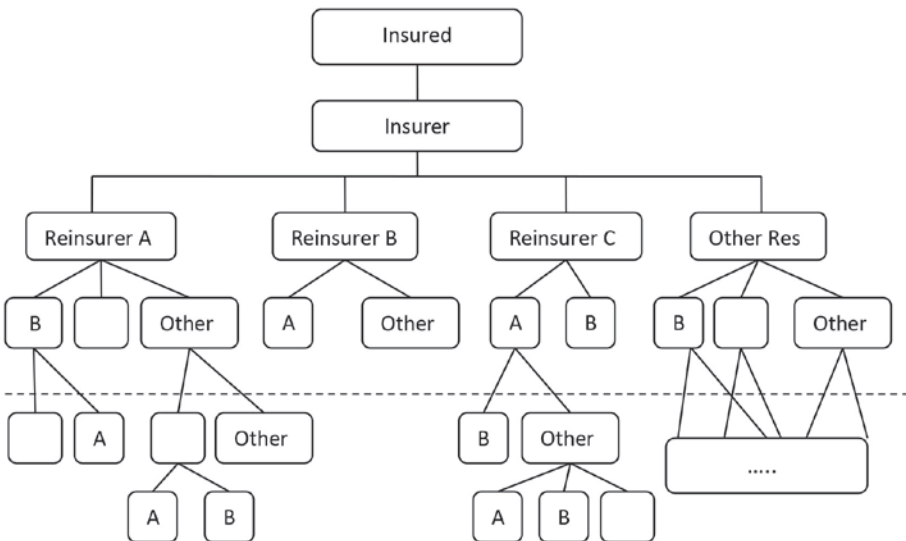 Insured
Insurer
Reinsurer A
Reinsurer B
Reinsurer C
Other Res
B
Other
A
Other
A
B
B
Other
A
Other
B
Other
.....
A
B
A
B